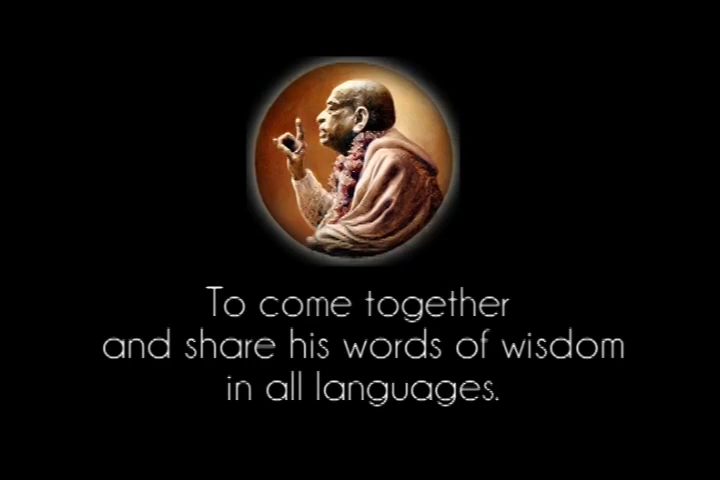 To come together
and share his words of wisdom
in all languages.